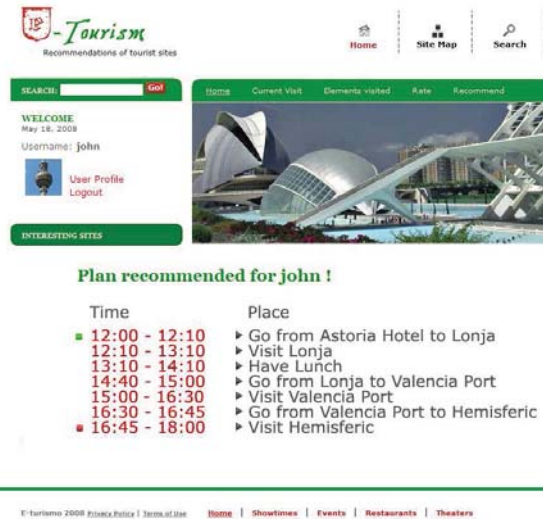 -Tourism
Recommendations of tourist sites
Home Site Map Search
SEARCH: Go!
Home Current Visit Elements visited Rate Recommend
WELCOME
May 18, 2008
Username: john
User Profile
Logout
INTERESTING SITES
Plan recommended for john !
Time Place
12:00 - 12:10 Go from Astoria Hotel to Lonja
12:10 - 13:10 Visit Lonja
13:10 - 14:10 Have Lunch
14:40 - 15:00 Go from Lonja to Valencia Port
15:00 - 16:30 Visit Valencia Port
16:30 - 16:45 Go from Valencia Port to Hemisferic
16:45 - 18:00 Visit Hemisferic
E-turismo 2008 Privacy Policy | Terms of Use Home | Showtimes | Events | Restaurants | Theaters